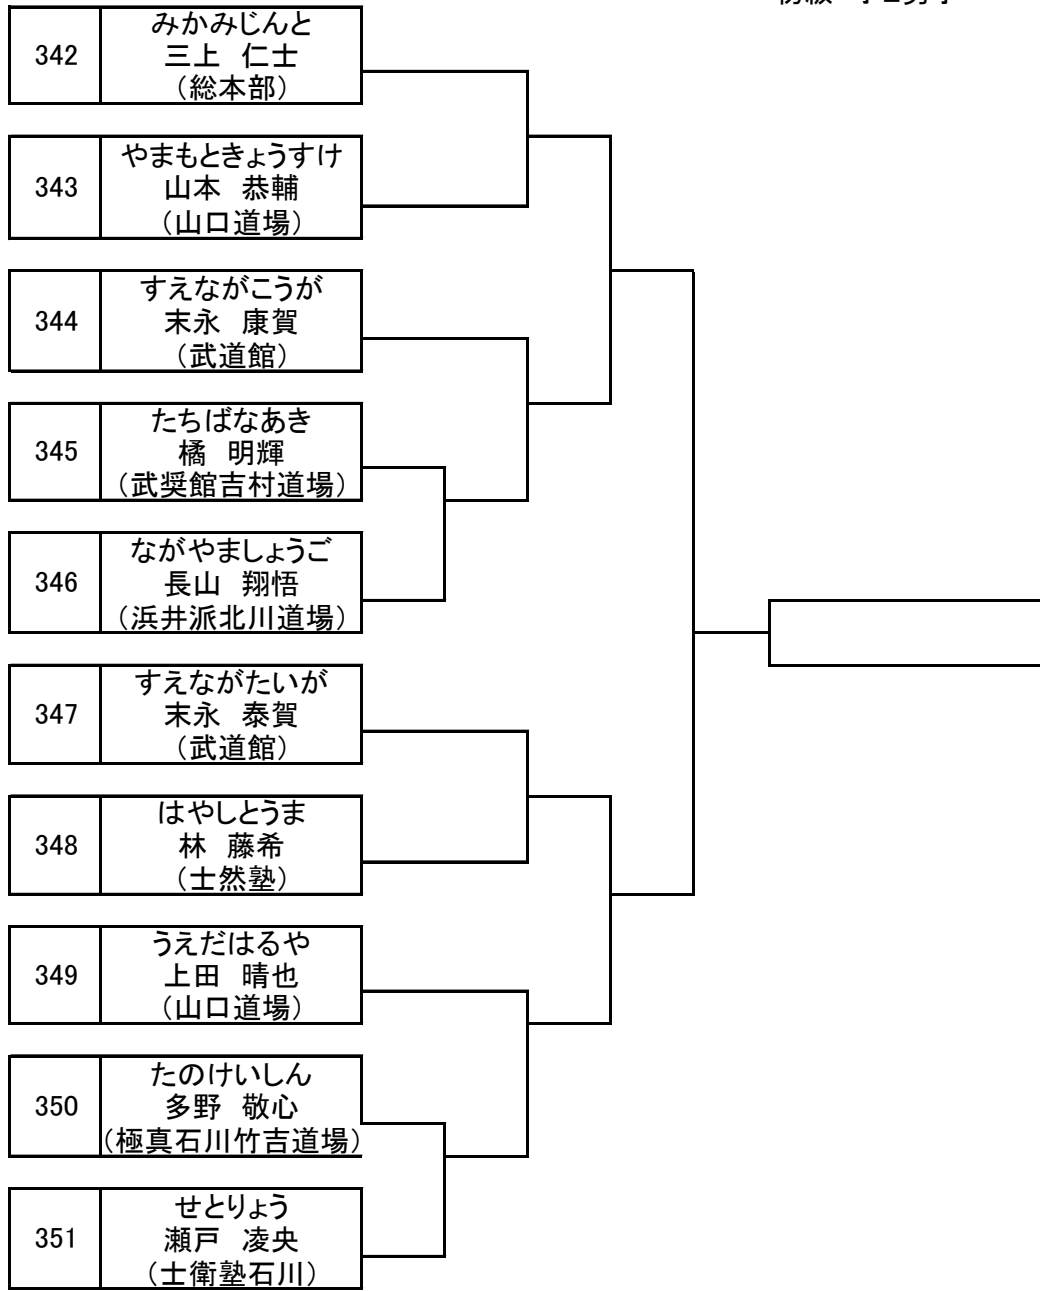 342
みかみじんと
三上 仁士
(総本部)
343
やまもときょうすけ
山本 恭輔
(山口道場)
344
すえながこうが
末永 康賀
(武道館)
345
たちばなあき
橘 明輝
(武奨館吉村道場)
346
ながやましょうご
長山 翔悟
(浜井派北川道場)
347
すえながたいが
末永 泰賀
(武道館)
348
はやしとうま
林 藤希
(士然塾)
349
うえだはるや
上田 晴也
(山口道場)
350
たのけいしん
多野 敬心
(極真石川竹吉道場)
351
せとりょう
瀬戸 凌央
(士衛塾石川)